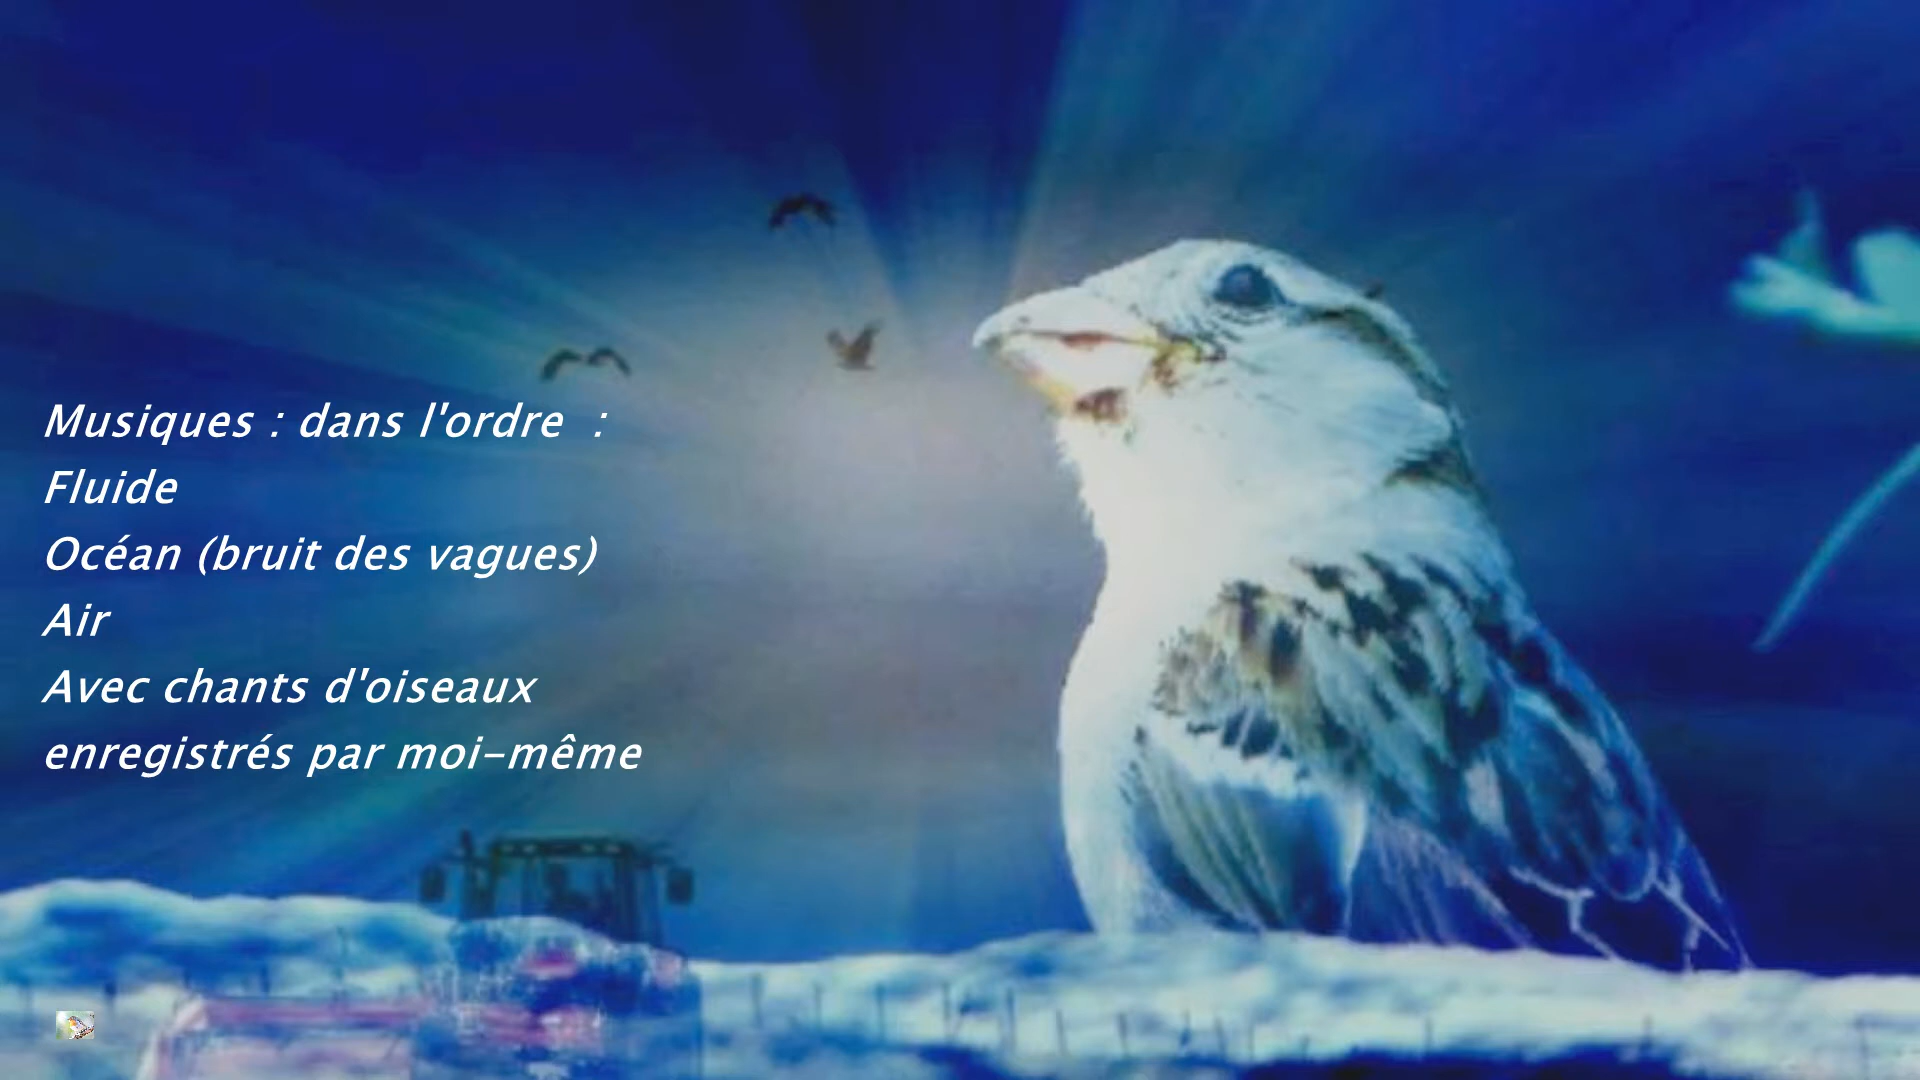 Musiques : dans l'ordre  :
Fluide
Océan (bruit des vagues)
Air
Avec chants d'oiseaux
enregistrés par moi-même